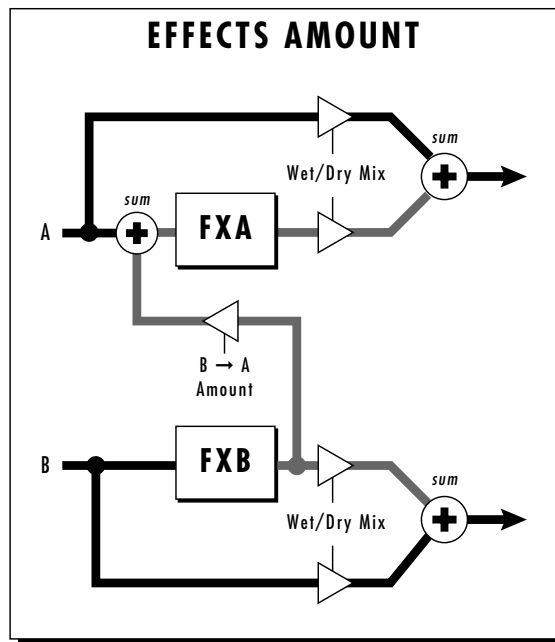 EFFECTS AMOUNT
sum
Wet/Dry Mix
sum
A
FXA
B → A
Amount
B
FXB
sum
Wet/Dry Mix